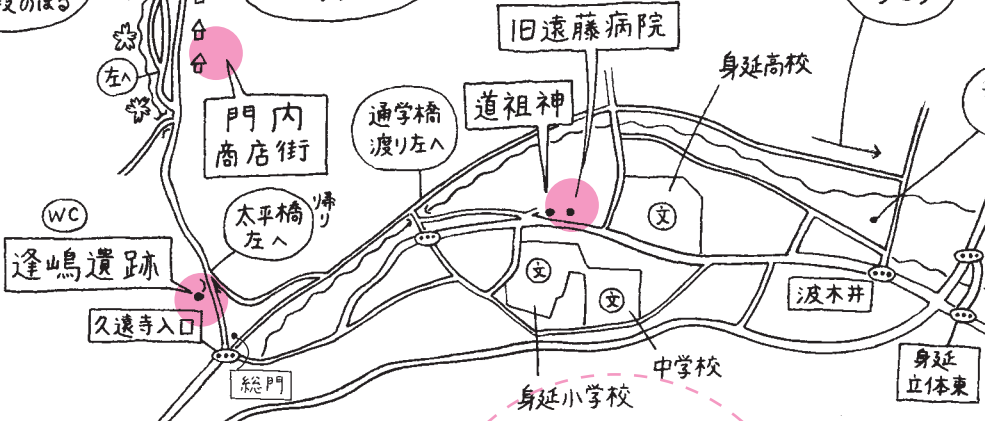 旧遠藤病院
身延高校
左へ
門内
商店街
通学橋
渡り左へ
道祖神
文
WC
太平橋
左へ
帰り
逢嶋遺跡
文
文
波木井
久遠寺入口
総門
身延
立体東
中学校
身延小学校